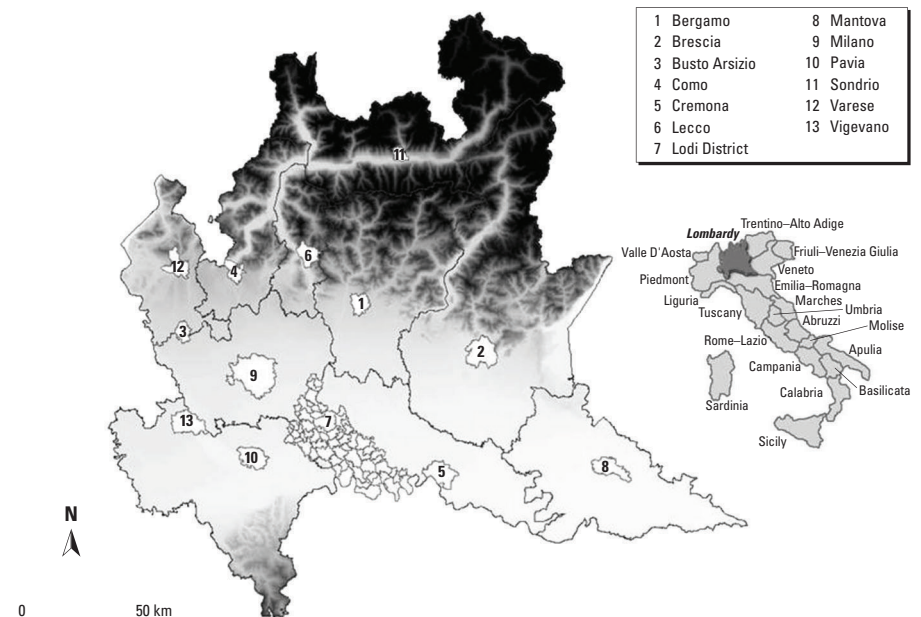 1 Bergamo
2 Brescia
3 Busto Arsizio
4 Como
5 Cremona
6 Lecco
7 Lodi District
8 Mantova
9 Milano
10 Pavia
11 Sondrio
12 Varese
13 Vigevano
11
12
4
6
1
3
2
9
13
7
10
5
8
Lombardy
Trentino–Alto Adige
Valle D'Aosta
Friuli–Venezia Giulia
Piedmont
Veneto
Emilia–Romagna
Liguria
Marches
Tuscany
Umbria
Abruzzi
Molise
Rome–Lazio
Apulia
Campania
Basilicata
Calabria
Sardinia
Sicily
N
0 50 km